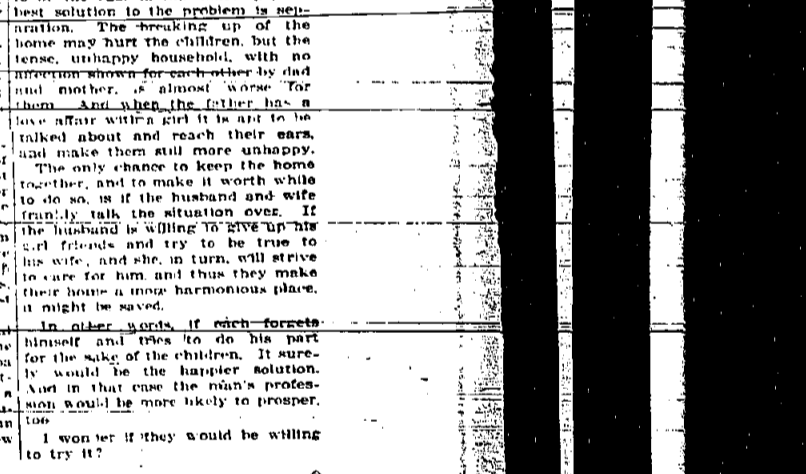 best solution to the problem is sep-
aration. The breaking up of the
home may hurt the children, but the
tense, unhappy household, with no
affection shown for each other by dad
and mother, is almost worse for
them. And when the father has a
love affair with a girl it is apt to be
talked about and reach their ears,
and make them still more unhappy.
The only chance to keep the home
together, and to make it worth while
to do so, is if the husband and wife
frankly talk the situation over. If
the husband is willing to give up his
girl friends and try to be true to
his wife, and she, in turn, will strive
to care for him, and thus they make
their home a more harmonious place,
it might be saved.
In other words, if each forgets
himself and tries to do his part
for the sake of the children. It sure-
ly would be the happier solution.
And in that case the man's profes-
sion would be more likely to prosper,
too.
I wonder if they would be willing
to try it?